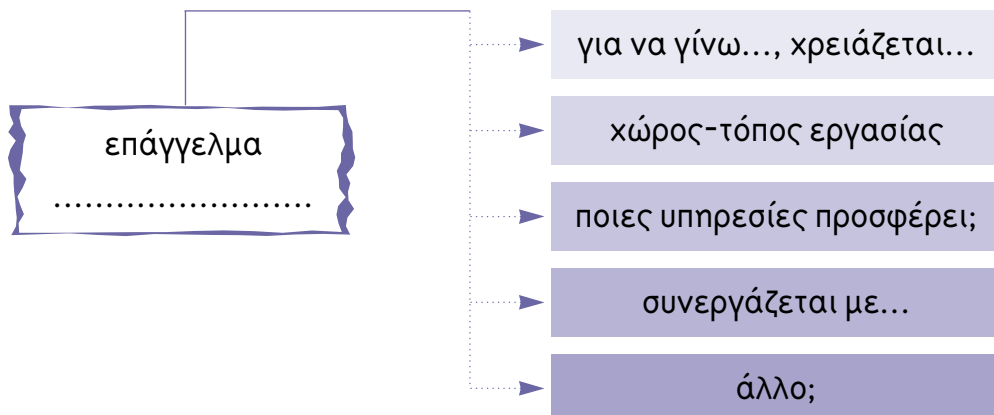 επάγγελμα
.........................
για να γίνω..., χρειάζεται...
χώρος-τόπος εργασίας
ποιες υπηρεσίες προσφέρει;
συνεργάζεται με...
άλλο;